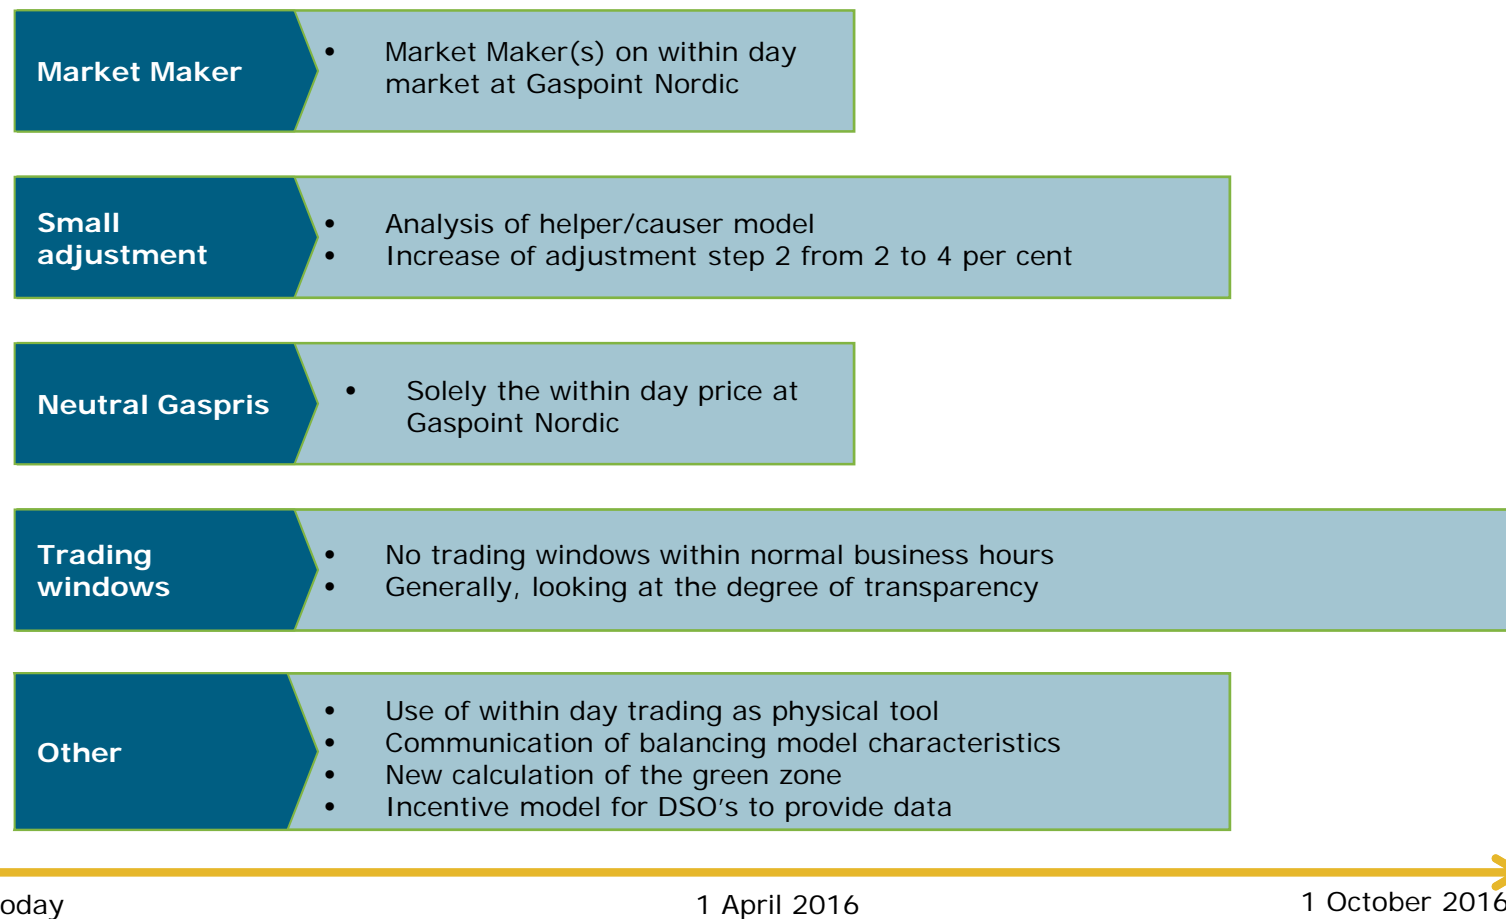 Market Maker
• Market Maker(s) on within day
market at Gaspoint Nordic
Small
adjustment
• Analysis of helper/causer model
• Increase of adjustment step 2 from 2 to 4 per cent
Neutral Gaspris
• Solely the within day price at
Gaspoint Nordic
Trading
windows
• No trading windows within normal business hours
• Generally, looking at the degree of transparency
Other
• Use of within day trading as physical tool
• Communication of balancing model characteristics
• New calculation of the green zone
• Incentive model for DSO's to provide data
oday
1 April 2016
1 October 2016